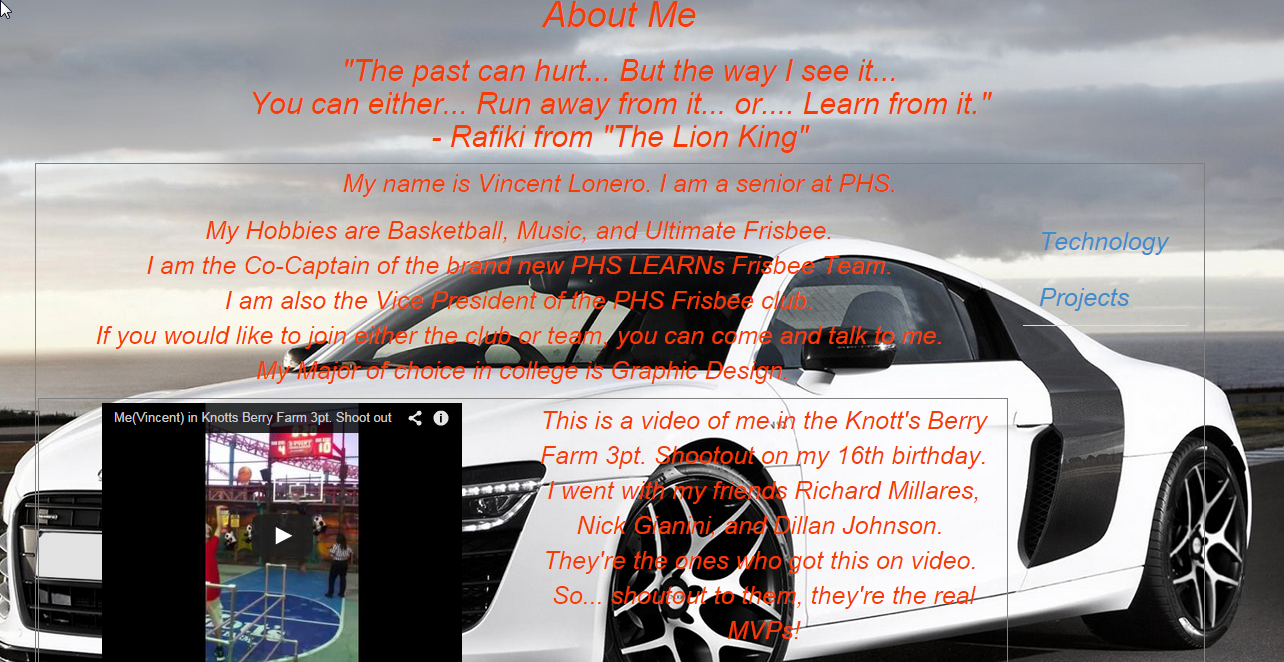 About Me
"The past can hurt... But the way I see it...
You can either... Run away from it... or.... Learn from it."
- Rafiki from "The Lion King"
My name is Vincent Lonero. I am a senior at PHS.
My Hobbies are Basketball, Music, and Ultimate Frisbee.
I am the Co-Captain of the brand new PHS LEARNs Frisbee Team.
I am also the Vice President of the PHS Frisbee club.
If you would like to join either the club or team, you can come and talk to me.
My Major of choice in college is Graphic Design.
Technology
Projects
Me(Vincent) in Knotts Berry Farm 3pt. Shoot out
This is a video of me in the Knott's Berry
Farm 3pt. Shootout on my 16th birthday.
I went with my friends Richard Millares,
Nick Gianini, and Dillan Johnson.
They're the ones who got this on video.
So... shoutout to them, they're the real
MVPs!